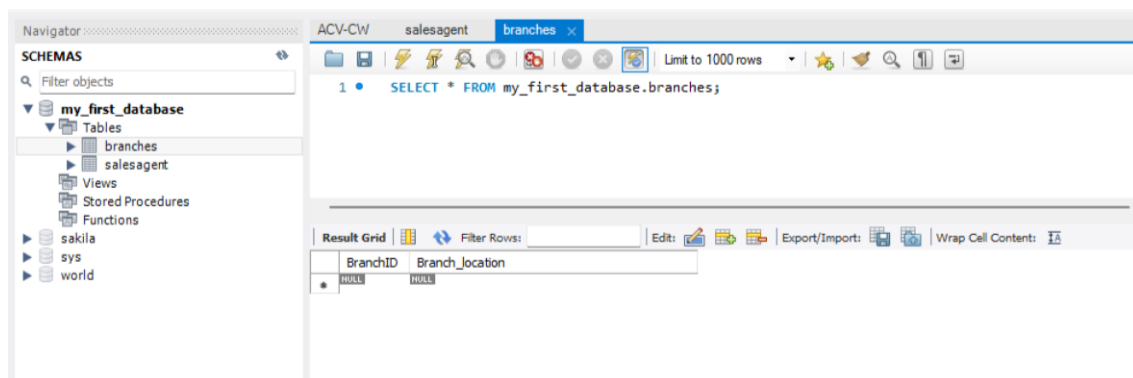 Navigator
SCHEMAS
Filter objects
my_first_database
Tables
branches
salesagent
Views
Stored Procedures
Functions
sakila
sys
world
ACV-CW salesagent branches ×
Limit to 1000 rows
1 SELECT * FROM my_first_database.branches;
Result Grid Filter Rows: Edit: Export/Import: Wrap Cell Content: IA
BranchID Branch_location
NULL NULL